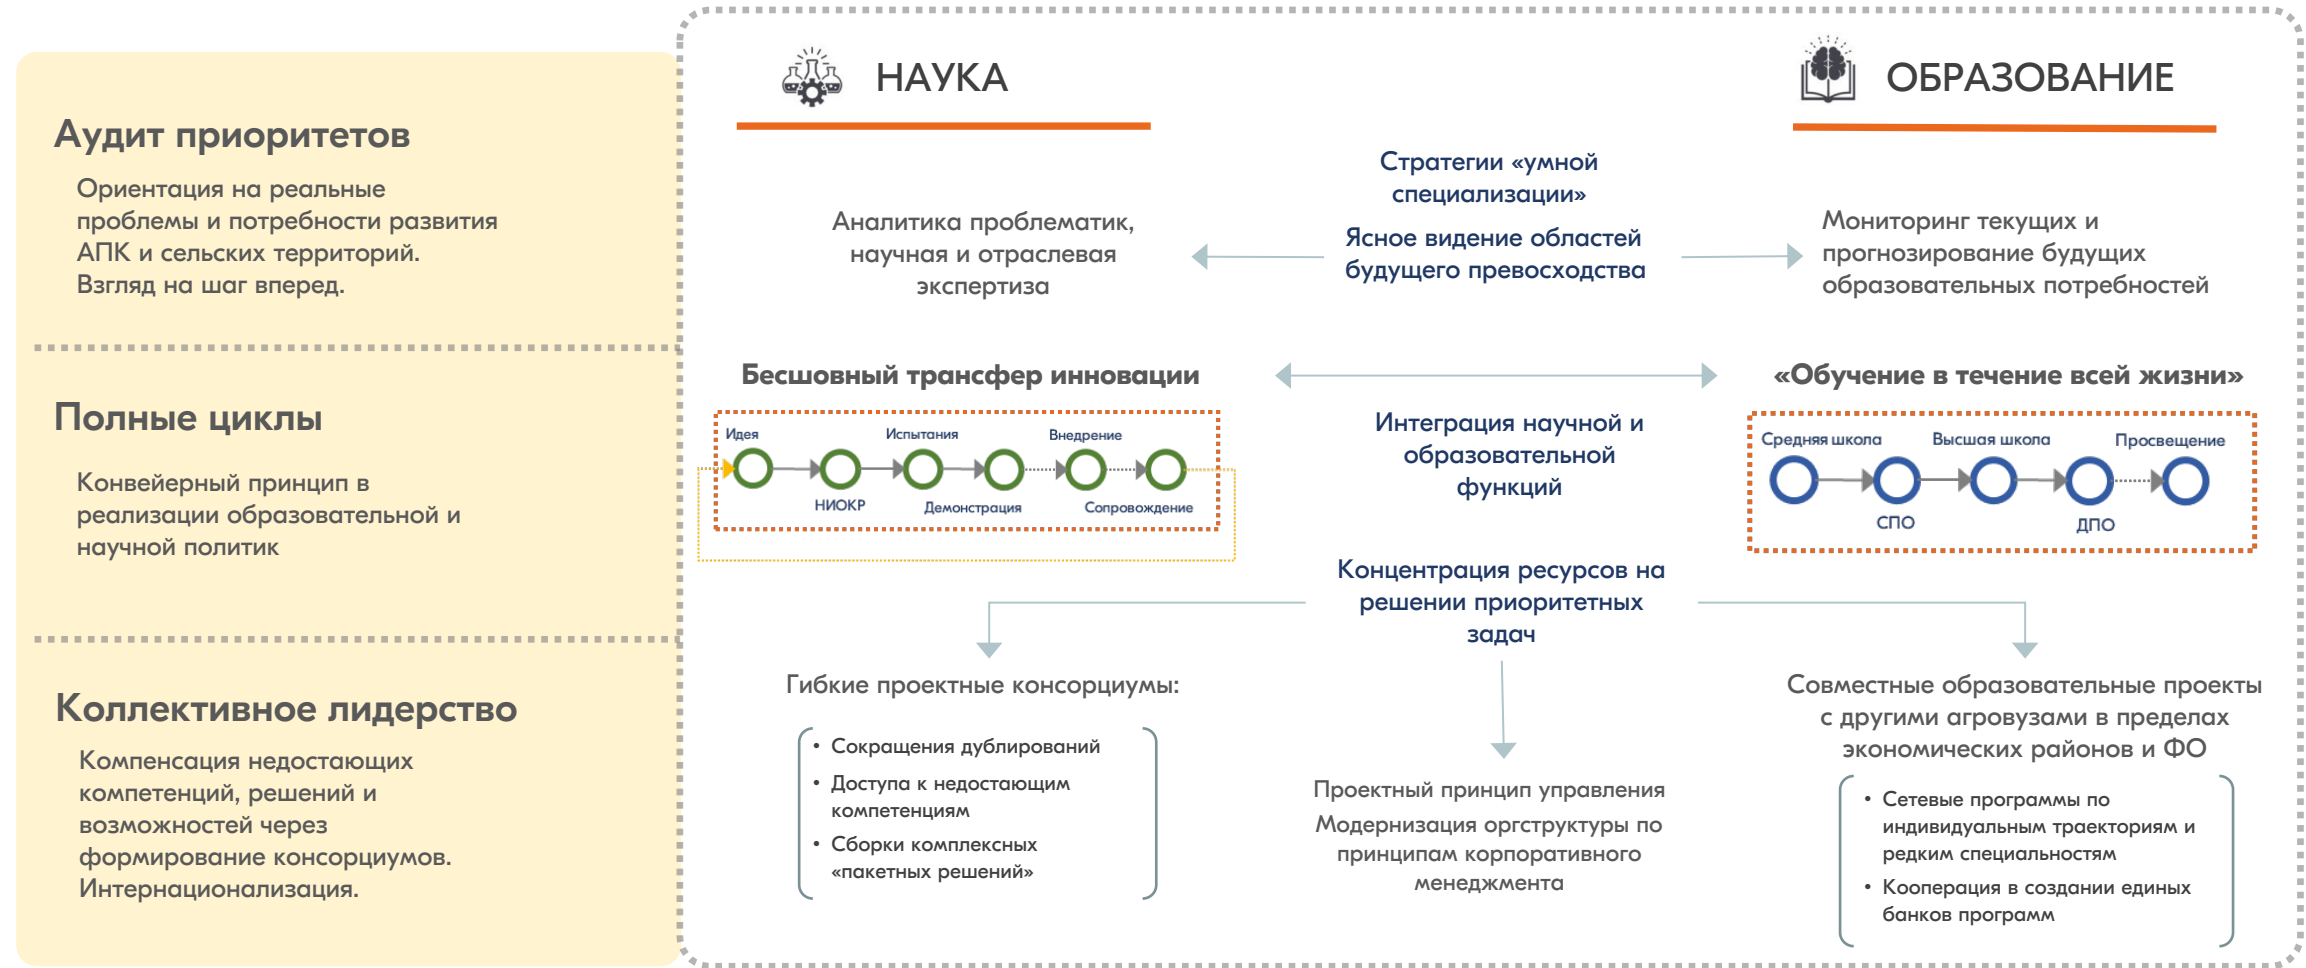 Аудит приоритетов
Ориентация на реальные
проблемы и потребности развития
АПК и сельских территорий.
Взгляд на шаг вперед.
Полные циклы
Конвейерный принцип в
реализации образовательной и
научной политик
Коллективное лидерство
Компенсация недостающих
компетенций, решений и
возможностей через
формирование консорциумов.
Интернационализация.
НАУКА
ОБРАЗОВАНИЕ
Аналитика проблематик,
научная и отраслевая
экспертиза
Стратегии «умной
специализации»
Ясное видение областей
будущего превосходства
Мониторинг текущих и
прогнозирование будущих
образовательных потребностей
Бесшовный трансфер инновации
Идея
НИОКР
Испытания
Демонстрация
Внедрение
Сопровождение
Интеграция научной и
образовательной
функций
«Обучение в течение всей жизни»
Средняя школа
СПО
Высшая школа
ДПО
Просвещение
Концентрация ресурсов на
решении приоритетных
задач
Гибкие проектные консорциумы:
• Сокращения дублирований
• Доступа к недостающим
компетенциям
• Сборки комплексных
«пакетных решений»
Проектный принцип управления
Модернизация оргструктуры по
принципам корпоративного
менеджмента
Совместные образовательные проекты
с другими агровузами в пределах
экономических районов и ФО
• Сетевые программы по
индивидуальным траекториям и
редким специальностям
• Кооперация в создании единых
банков программ